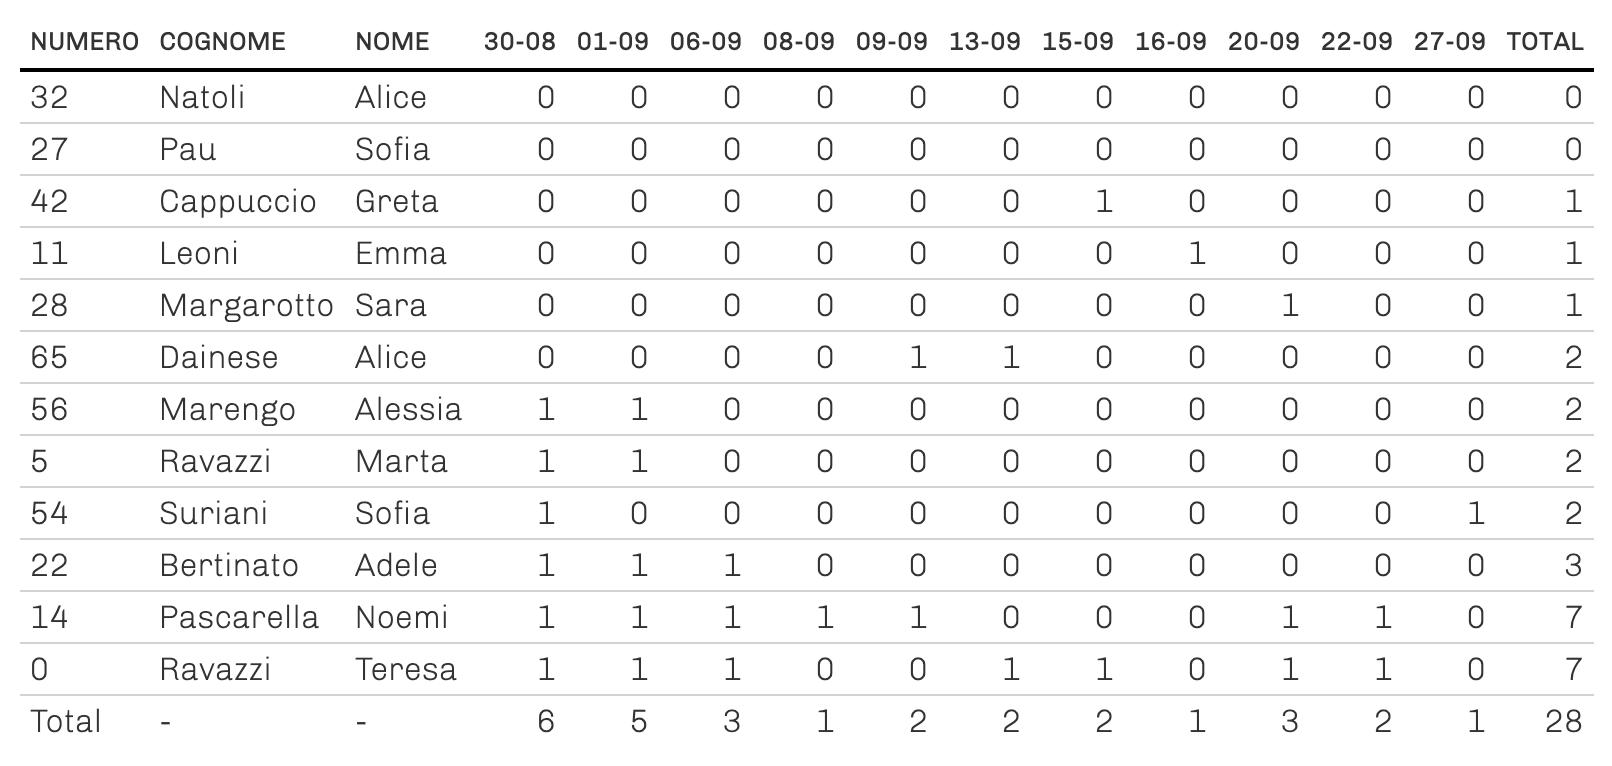 NUMERO COGNOME NOME 30-08 01-09 06-09 08-09 09-09 13-09 15-09 16-09 20-09 22-09 27-09 TOTAL
32 Natoli Alice 0 0 0 0 0 0 0 0 0 0 0 0
27 Pau Sofia 0 0 0 0 0 0 0 0 0 0 0 0
42 Cappuccio Greta 0 0 0 0 0 0 1 0 0 0 0 1
11 Leoni Emma 0 0 0 0 0 0 0 1 0 0 0 1
28 Margarotto Sara 0 0 0 0 0 0 0 0 1 0 0 1
65 Dainese Alice 0 0 0 0 1 1 0 0 0 0 0 2
56 Marengo Alessia 1 1 0 0 0 0 0 0 0 0 0 2
5 Ravazzi Marta 1 1 0 0 0 0 0 0 0 0 0 2
54 Suriani Sofia 1 0 0 0 0 0 0 0 0 0 1 2
22 Bertinato Adele 1 1 1 0 0 0 0 0 0 0 0 3
14 Pascarella Noemi 1 1 1 1 1 0 0 0 1 1 0 7
0 Ravazzi Teresa 1 1 1 0 0 1 1 0 1 1 0 7
Total - - 6 5 3 1 2 2 2 1 3 2 1 28